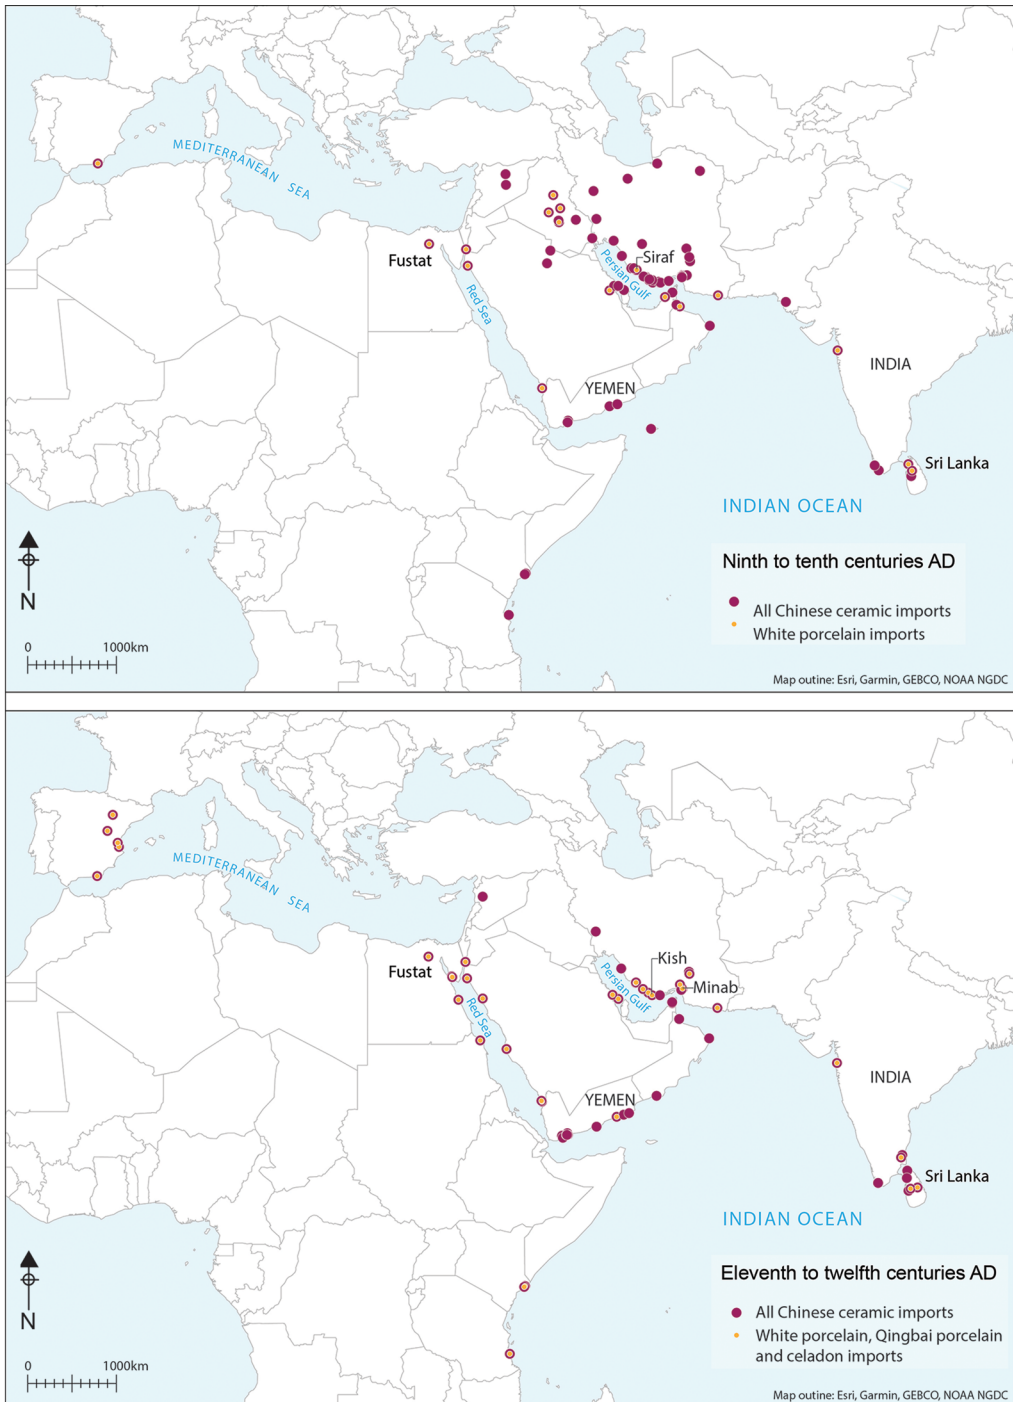 MEDITERRANEAN SEA
Fustat
Red Sea
Persian Gulf
Siraf
YEMEN
INDIA
Sri Lanka
INDIAN OCEAN
Ninth to tenth centuries AD
All Chinese ceramic imports
White porcelain imports
N
0 1000km
Map outine: Esri, Garmin, GEBCO, NOAA NGDC
MEDITERRANEAN SEA
Fustat
Red Sea
Persian Gulf
Kish
Minab
YEMEN
INDIA
Sri Lanka
INDIAN OCEAN
Eleventh to twelfth centuries AD
All Chinese ceramic imports
White porcelain, Qingbai porcelain
and celadon imports
N
0 1000km
Map outine: Esri, Garmin, GEBCO, NOAA NGDC